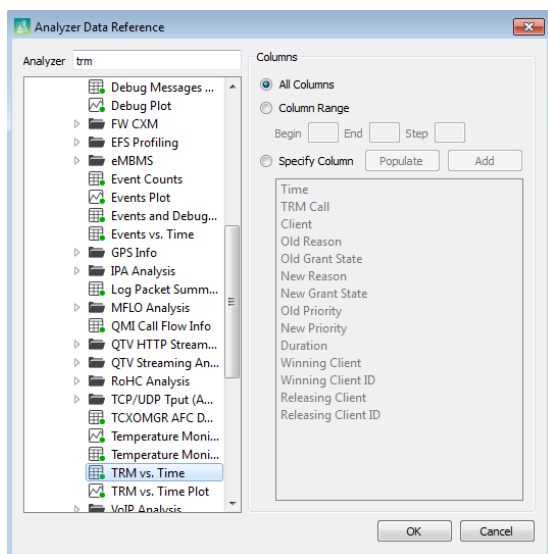 Analyzer Data Reference
Analyzer trm
Debug Messages ...
Debug Plot
FW CXM
EFS Profiling
eMBMS
Event Counts
Events Plot
Events and Debug...
Events vs. Time
GPS Info
IPA Analysis
Log Packet Summ...
MFLO Analysis
QMI Call Flow Info
QTV HTTP Stream...
QTV Streaming An...
RoHC Analysis
TCP/UDP Tput (A...
TCXOMGR AFC D...
Temperature Moni...
Temperature Moni...
TRM vs. Time
TRM vs. Time Plot
VoIP Analysis
Columns
All Columns
Column Range
Begin End Step
Specify Column Populate Add
Time
TRM Call
Client
Old Reason
Old Grant State
New Reason
New Grant State
Old Priority
New Priority
Duration
Winning Client
Winning Client ID
Releasing Client
Releasing Client ID
OK Cancel